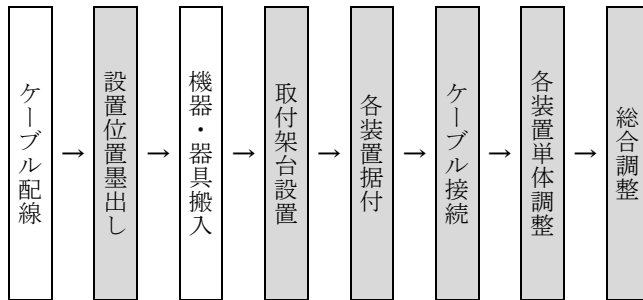 ケーブル配線
→
設置位置墨出し
→
機器・器具搬入
→
取付架台設置
→
各装置据付
→
ケーブル接続
→
各装置単体調整
→
総合調整